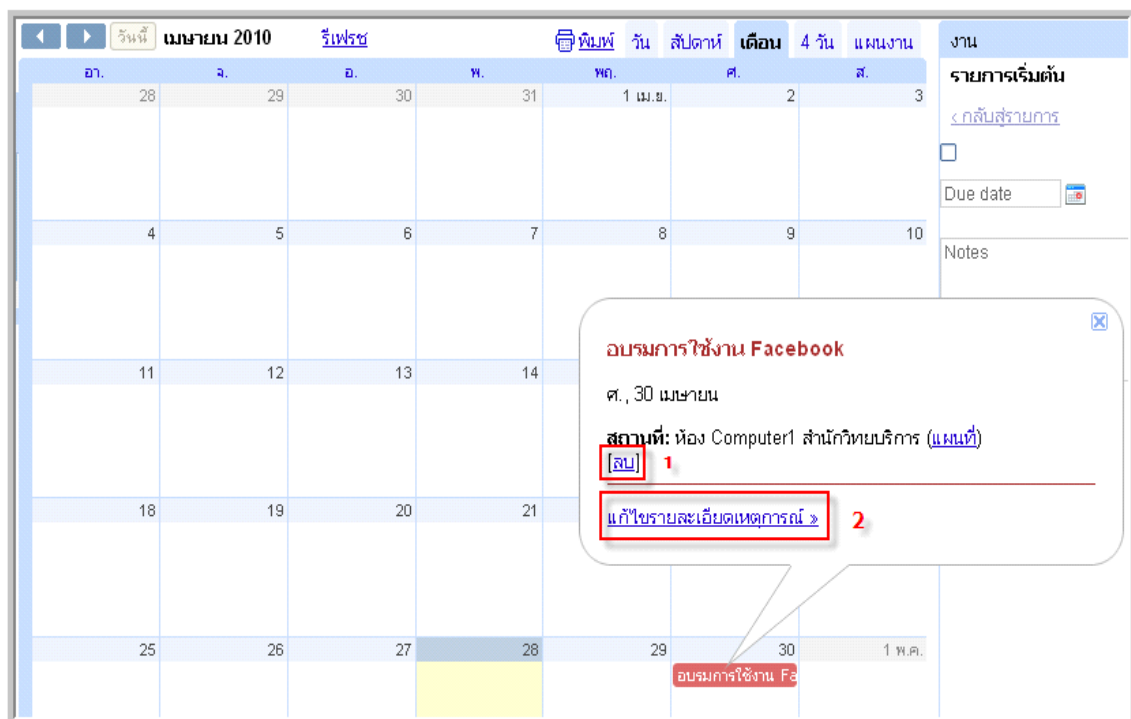 วันนี้ เมษายน 2010 รีเฟรช พิมพ์ วัน สัปดาห์ เดือน 4 วัน แผนงาน
อา. จ. อ. พ. พฤ. ศ. ส.
28 29 30 31 1 เม.ย. 2 3
4 5 6 7 8 9 10
11 12 13 14
18 19 20 21
25 26 27 28 29 30 1 พ.ค.
อบรมการใช้งาน Fa
งาน
รายการเริ่มต้น
< กลับสู่รายการ
Due date
Notes
อบรมการใช้งาน Facebook
ศ., 30 เมษายน
สถานที่: ห้อง Computer1 สำนักวิทยบริการ (แผนที่)
[ลบ] 1
แก้ไขรายละเอียดเหตุการณ์ » 2